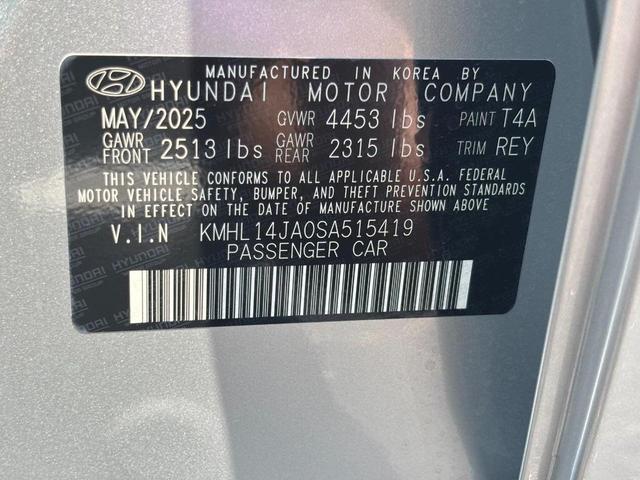 MANUFACTURED IN KOREA BY
HYUNDAI MOTOR COMPANY
MAY/2025 GVWR 4453 lbs PAINT T4A
GAWR FRONT 2513 lbs GAWR REAR 2315 lbs TRIM REY
THIS VEHICLE CONFORMS TO ALL APPLICABLE U.S.A. FEDERAL
MOTOR VEHICLE SAFETY, BUMPER, AND THEFT PREVENTION STANDARDS
IN EFFECT ON THE DATE OF MANUFACTURE SHOWN ABOVE
V.I.N KMHL14JA0SA515419
PASSENGER CAR